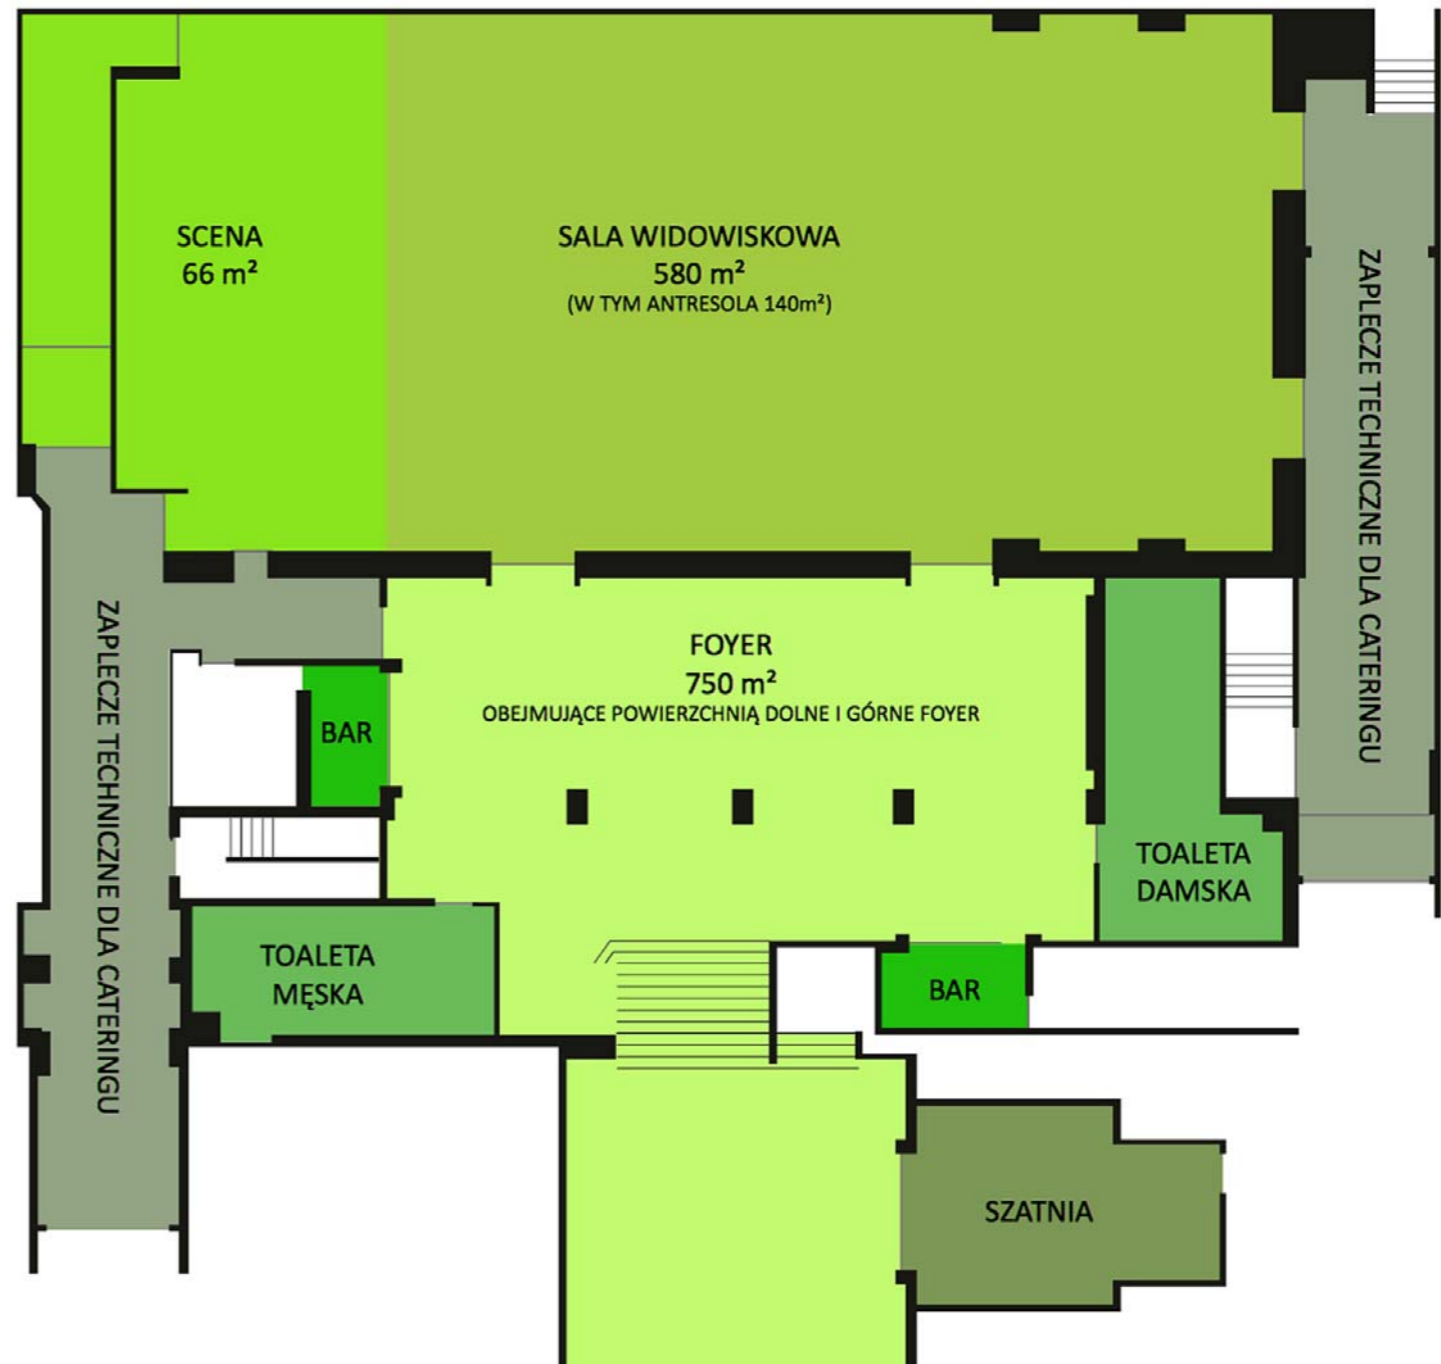 SCENA
66 m²
SALA WIDOWISKOWA
580 m²
(W TYM ANTRESOLA 140m²)
ZAPLECZE TECHNICZNE DLA CATERINGU
ZAPLECZE TECHNICZNE DLA CATERINGU
FOYER
750 m²
OBEJMUJĄCE POWIERZCHNIĄ DOLNE I GÓRNE FOYER
BAR
TOALETA
DAMSKA
TOALETA
MĘSKA
BAR
SZATNIA